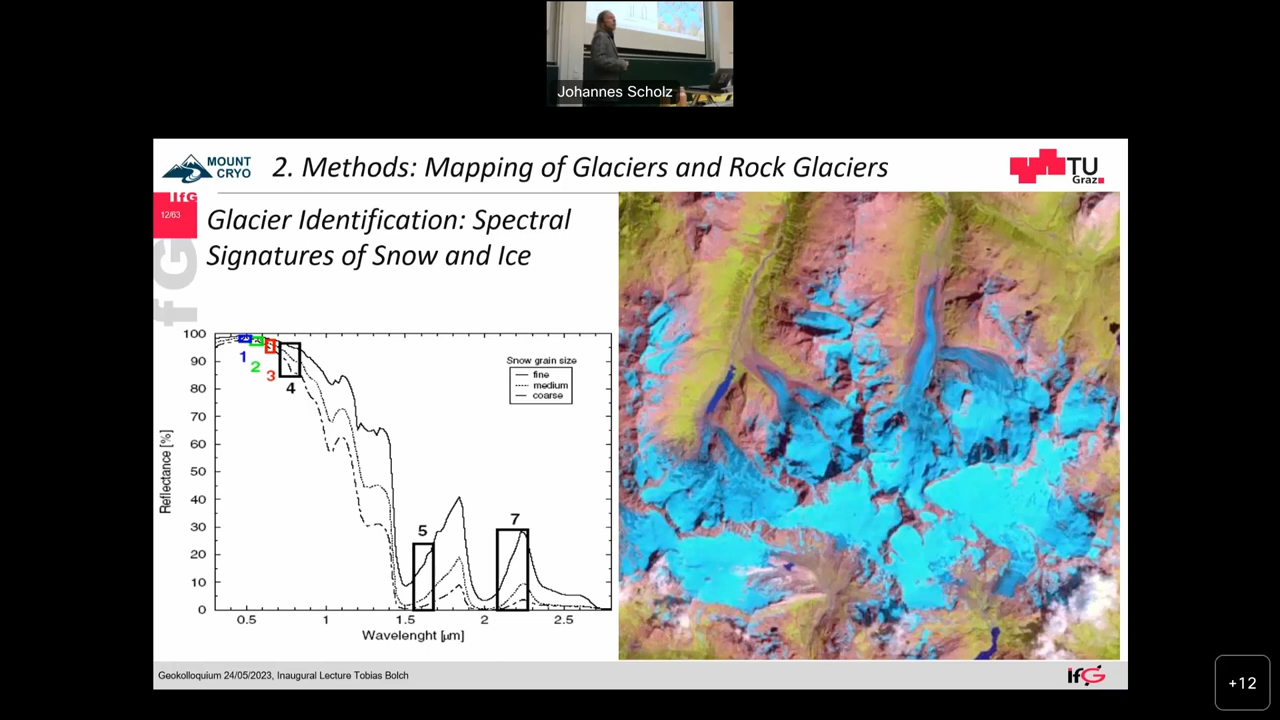 Johannes Scholz
MOUNT
CRYO
2. Methods: Mapping of Glaciers and Rock Glaciers
TU
Graz
IfG
12/63
IfG
Glacier Identification: Spectral
Signatures of Snow and Ice
Reflectance [%]
100
90
80
70
60
50
40
30
20
10
0
1
2
3
4
5
7
Snow grain size
fine
medium
coarse
0.5
1
1.5
2
2.5
Wavelenght [µm]
Geokolloquium 24/05/2023, Inaugural Lecture Tobias Bolch
IfG
+12